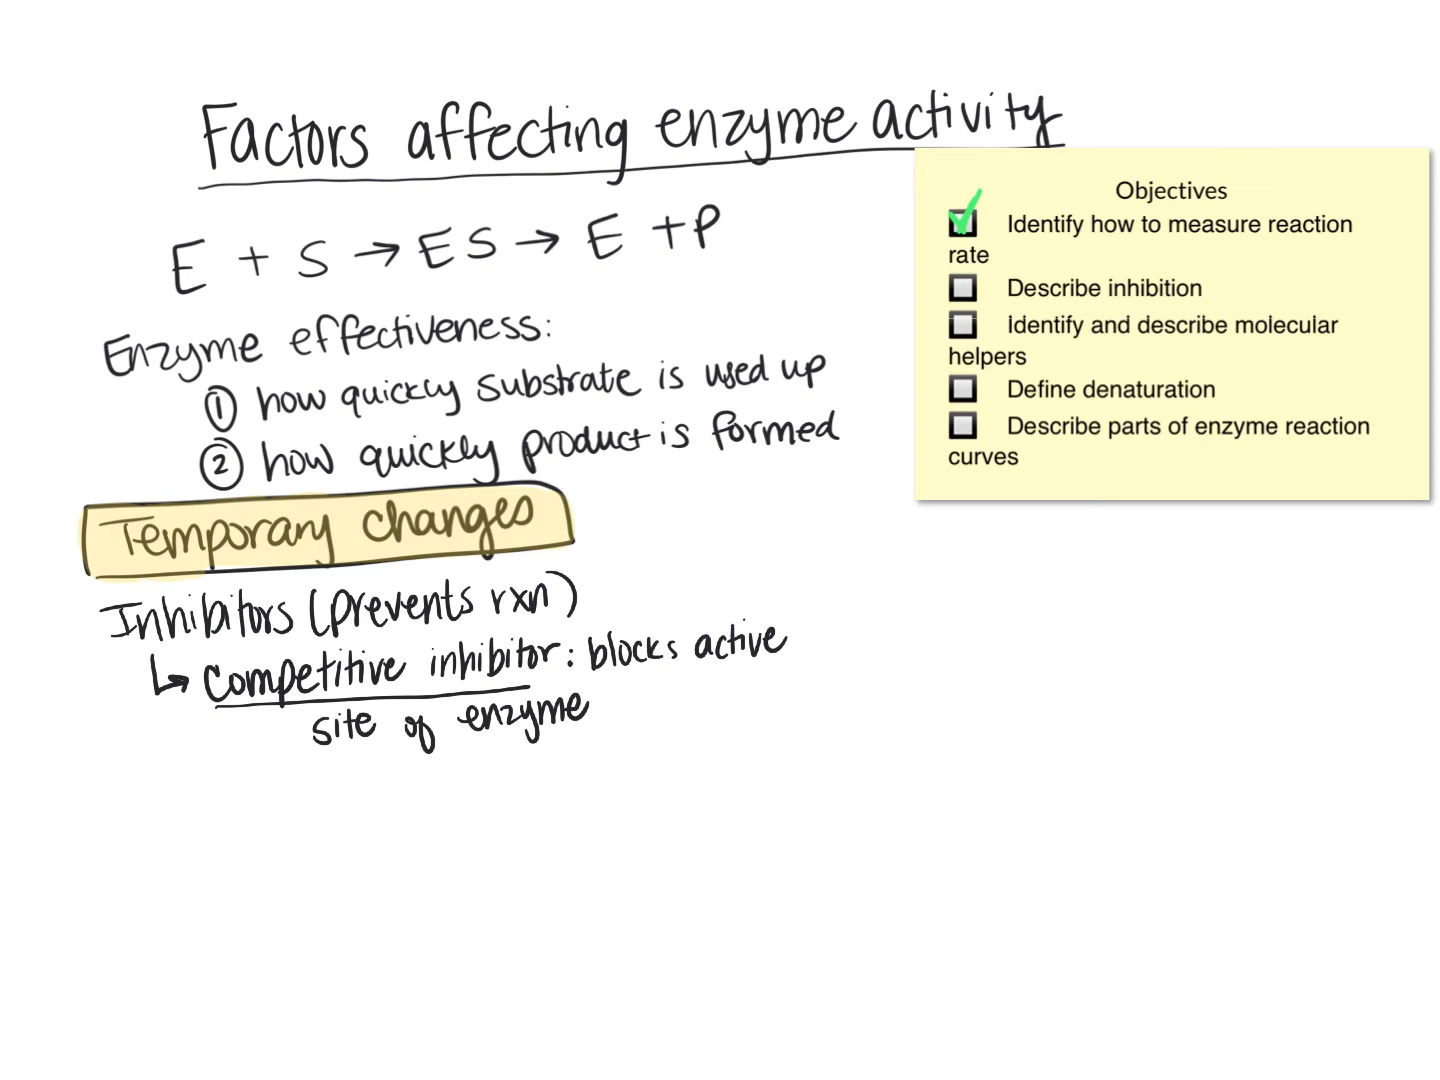 Factors affecting enzyme activity
E + S → ES → E + P
Enzyme effectiveness:
① how quickly substrate is used up
② how quickly product is formed
Temporary changes
Inhibitors (prevents rxn)
↳ Competitive inhibitor: blocks active
site of enzyme
Objectives
Identify how to measure reaction
rate
Describe inhibition
Identify and describe molecular
helpers
Define denaturation
Describe parts of enzyme reaction
curves